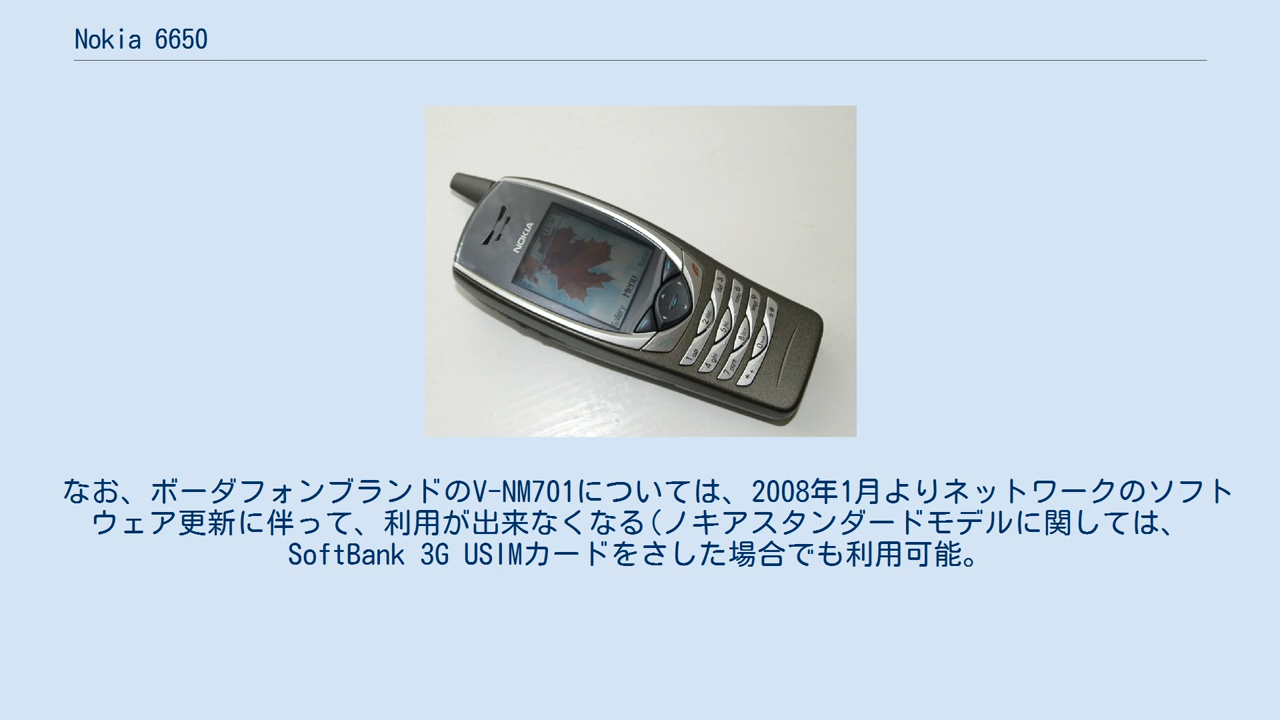 Nokia 6650
NOKIA
Menu
なお、ボーダフォンブランドのV-NM701については、2008年1月よりネットワークのソフト
ウェア更新に伴って、利用が出来なくなる(ノキアスタンダードモデルに関しては、
SoftBank 3G USIMカードをさした場合でも利用可能。